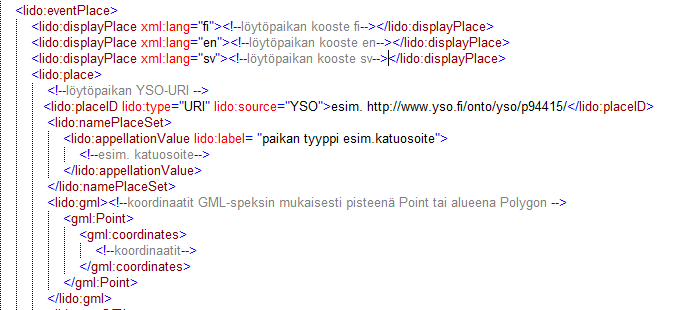 <lido:eventPlace>
<lido:displayPlace xml:lang="fi"><!--löytöpaikan kooste fi--></lido:displayPlace>
<lido:displayPlace xml:lang="en"><!--löytöpaikan kooste en--></lido:displayPlace>
<lido:displayPlace xml:lang="sv"><!--löytöpaikan kooste sv--></lido:displayPlace>
<lido:place>
<!--löytöpaikan YSO-URI -->
<lido:placeID lido:type="URI" lido:source="YSO">esim. http://www.yso.fi/onto/yso/p94415/</lido:placeID>
<lido:namePlaceSet>
<lido:appellationValue lido:label= "paikan tyyppi esim.katuosoite">
<!--esim. katuosoite-->
</lido:appellationValue>
</lido:namePlaceSet>
<lido:gml><!--koordinaatit GML-speksin mukaisesti pisteenä Point tai alueena Polygon -->
<gml:Point>
<gml:coordinates>
<!--koordinaatit-->
</gml:coordinates>
</gml:Point>
</lido:gml>